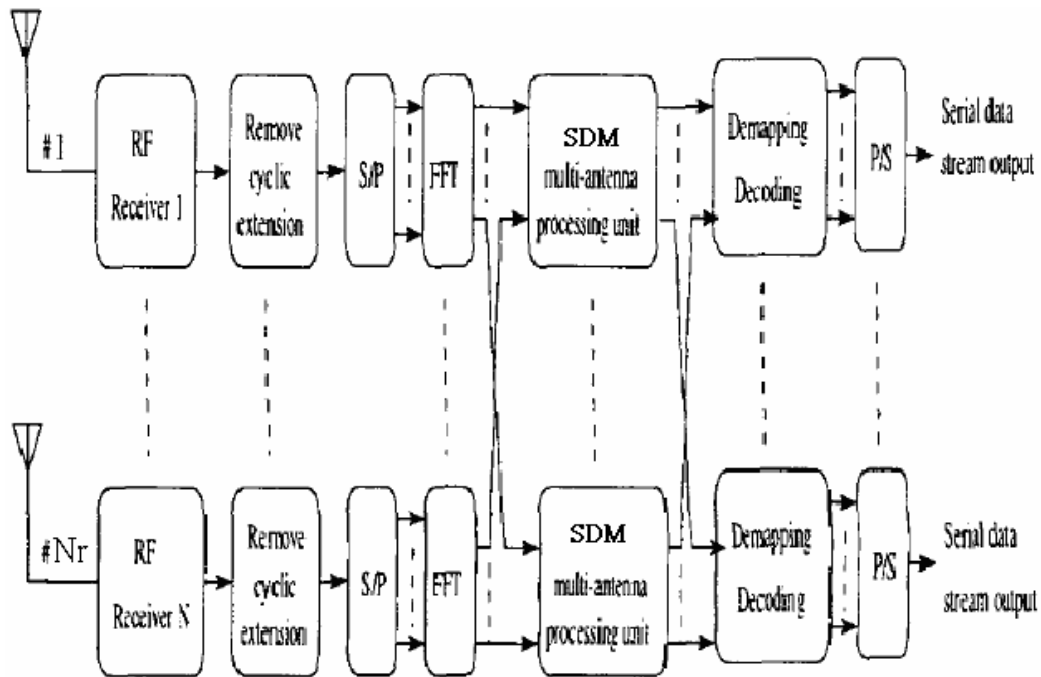 #1
RF
Receiver 1
Remove
cyclic
extension
S/P
FFT
SDM
multi-antenna
processing unit
Demapping
Decoding
P/S
Serial data
stream output
#Nr
RF
Receiver N
Remove
cyclic
extension
S/P
FFT
SDM
multi-antenna
processing unit
Demapping
Decoding
P/S
Serial data
stream output